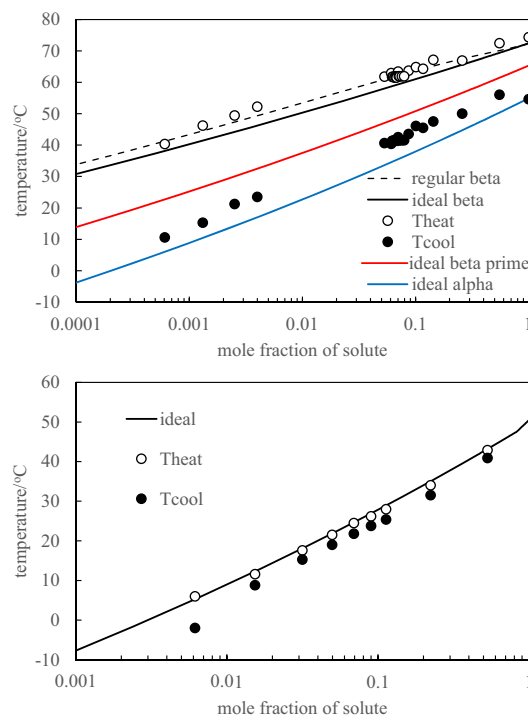 80
70
60
50
40
30
20
10
0
-10
temperature/°C
regular beta
ideal beta
Theat
Tcool
ideal beta prime
ideal alpha
0.0001
0.001
0.01
0.1
1
mole fraction of solute
60
50
40
30
20
10
0
-10
temperature/°C
ideal
Theat
Tcool
0.001
0.01
0.1
1
mole fraction of solute